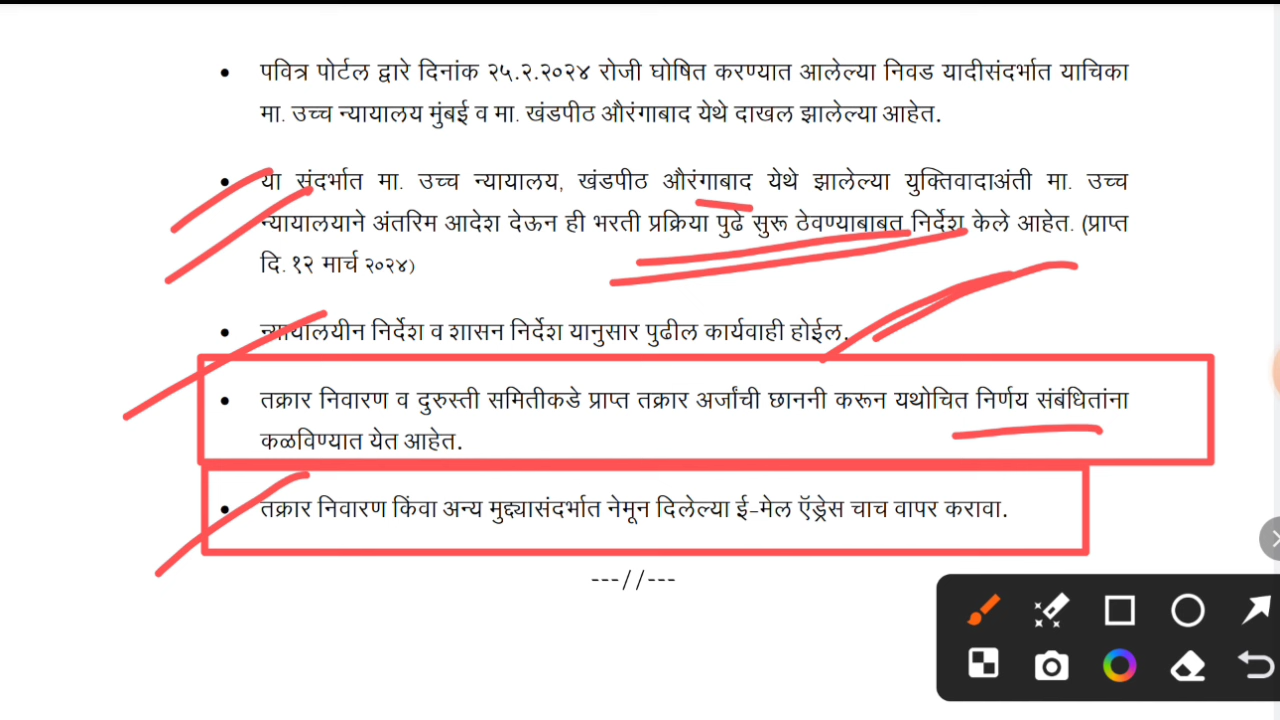 • पवित्र पोर्टल द्वारे दिनांक २५.२.२०२४ रोजी घोषित करण्यात आलेल्या निवड यादीसंदर्भात याचिका
मा. उच्च न्यायालय मुंबई व मा. खंडपीठ औरंगाबाद येथे दाखल झालेल्या आहेत.
• या संदर्भात मा. उच्च न्यायालय, खंडपीठ औरंगाबाद येथे झालेल्या युक्तिवादाअंती मा. उच्च
न्यायालयाने अंतरिम आदेश देऊन ही भरती प्रक्रिया पुढे सुरू ठेवण्याबाबत निर्देश केले आहेत. (प्राप्त
दि. १२ मार्च २०२४)
• न्यायालयीन निर्देश व शासन निर्देश यानुसार पुढील कार्यवाही होईल.
• तक्रार निवारण व दुरुस्ती समितीकडे प्राप्त तक्रार अर्जांची छाननी करून यथोचित निर्णय संबंधितांना
कळविण्यात येत आहेत.
• तक्रार निवारण किंवा अन्य मुद्द्यासंदर्भात नेमून दिलेल्या ई-मेल ऍड्रेस चाच वापर करावा.
---//---